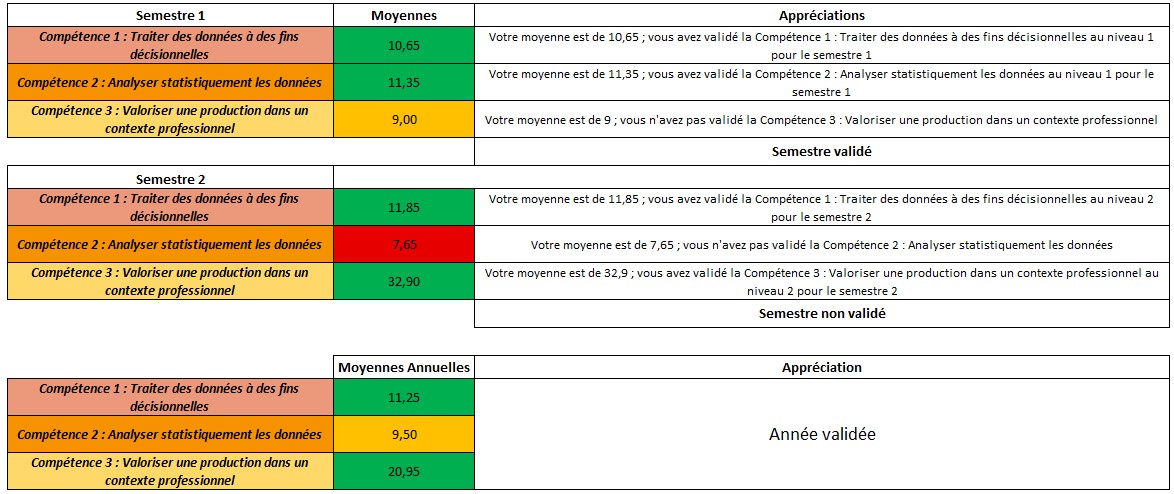 Semestre 1 Moyennes Appréciations
Compétence 1 : Traiter des données à des fins
décisionnelles
10,65
Votre moyenne est de 10,65 ; vous avez validé la Compétence 1 : Traiter des données à des fins décisionnelles au niveau 1
pour le semestre 1
Compétence 2 : Analyser statistiquement les données
11,35
Votre moyenne est de 11,35 ; vous avez validé la Compétence 2 : Analyser statistiquement les données au niveau 1 pour le
semestre 1
Compétence 3 : Valoriser une production dans un
contexte professionnel
9,00
Votre moyenne est de 9 ; vous n'avez pas validé la Compétence 3 : Valoriser une production dans un contexte professionnel
Semestre validé
Semestre 2
Compétence 1 : Traiter des données à des fins
décisionnelles
11,85
Votre moyenne est de 11,85 ; vous avez validé la Compétence 1 : Traiter des données à des fins décisionnelles au niveau 2
pour le semestre 2
Compétence 2 : Analyser statistiquement les données
7,65
Votre moyenne est de 7,65 ; vous n'avez pas validé la Compétence 2 : Analyser statistiquement les données
Compétence 3 : Valoriser une production dans un
contexte professionnel
32,90
Votre moyenne est de 32,9 ; vous avez validé la Compétence 3 : Valoriser une production dans un contexte professionnel au
niveau 2 pour le semestre 2
Semestre non validé
Moyennes Annuelles Appréciation
Compétence 1 : Traiter des données à des fins
décisionnelles
11,25
Compétence 2 : Analyser statistiquement les données
9,50
Année validée
Compétence 3 : Valoriser une production dans un
contexte professionnel
20,95